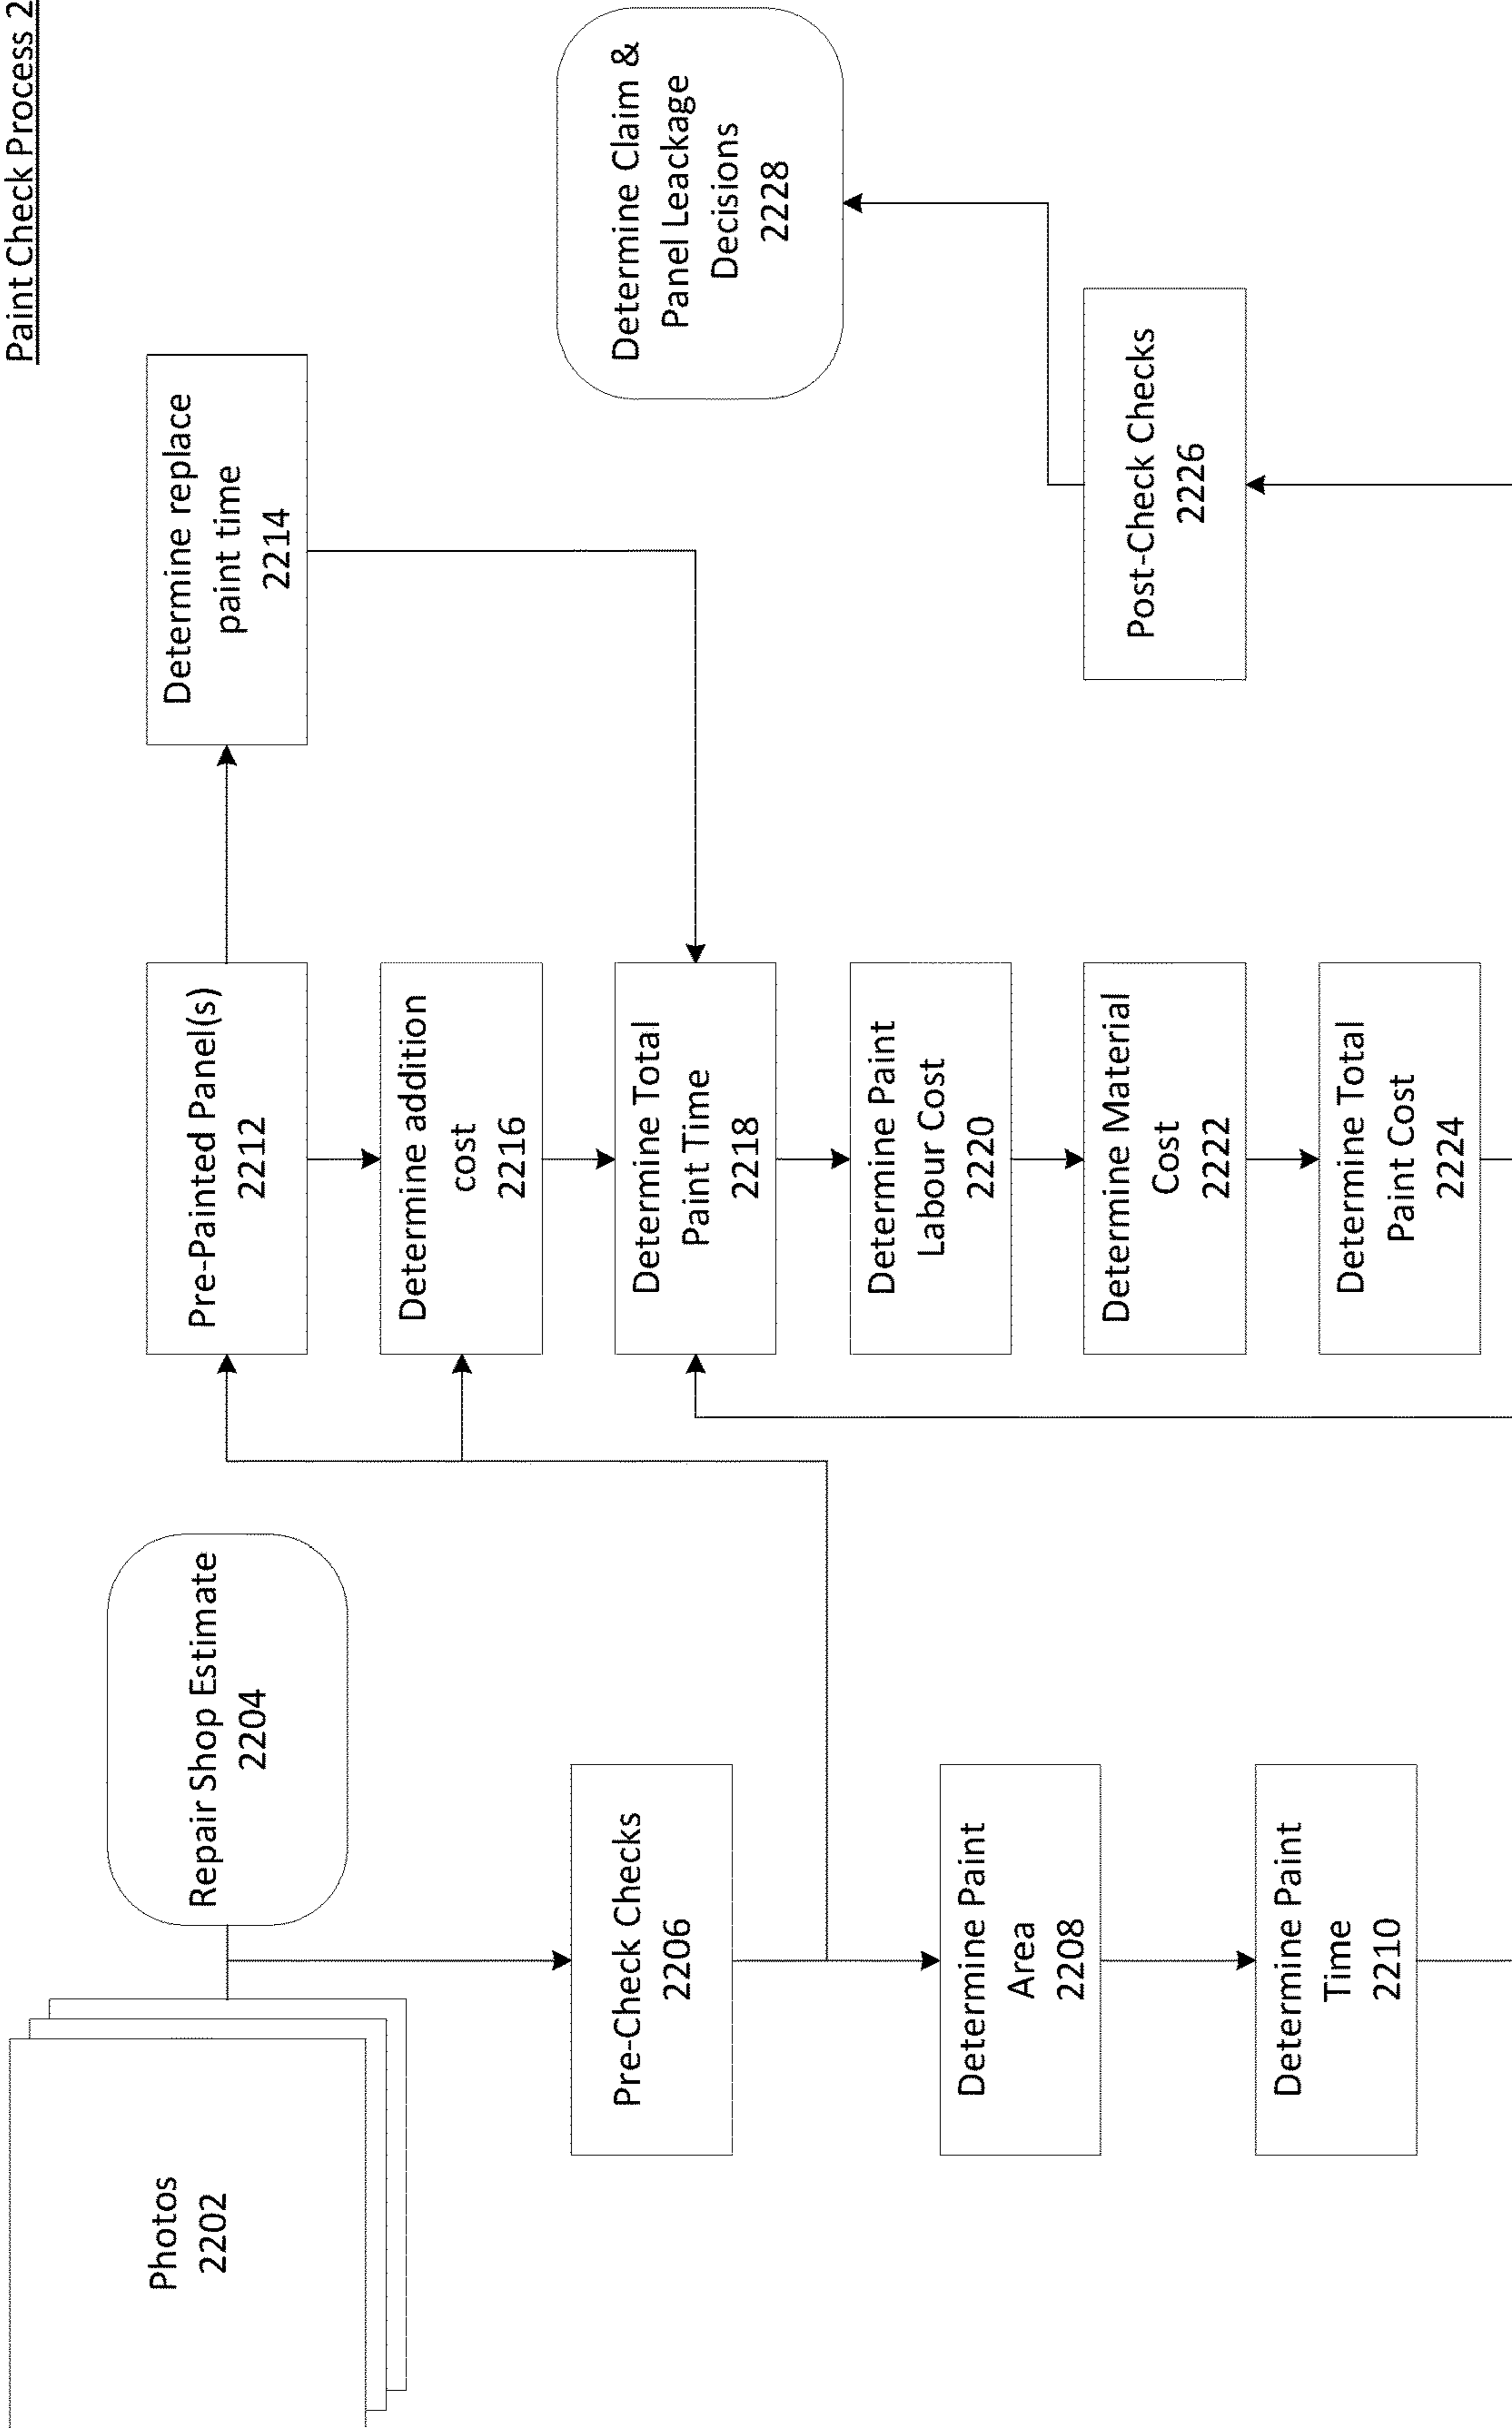 Paint Check Process 2
Photos
2202
Repair Shop Estimate
2204
Pre-Check Checks
2206
Determine Paint
Area
2208
Determine Paint
Time
2210
Pre-Painted Panel(s)
2212
Determine replace
paint time
2214
Determine addition
cost
2216
Determine Total
Paint Time
2218
Determine Paint
Labour Cost
2220
Determine Material
Cost
2222
Determine Total
Paint Cost
2224
Post-Check Checks
2226
Determine Claim &
Panel Leackage
Decisions
2228